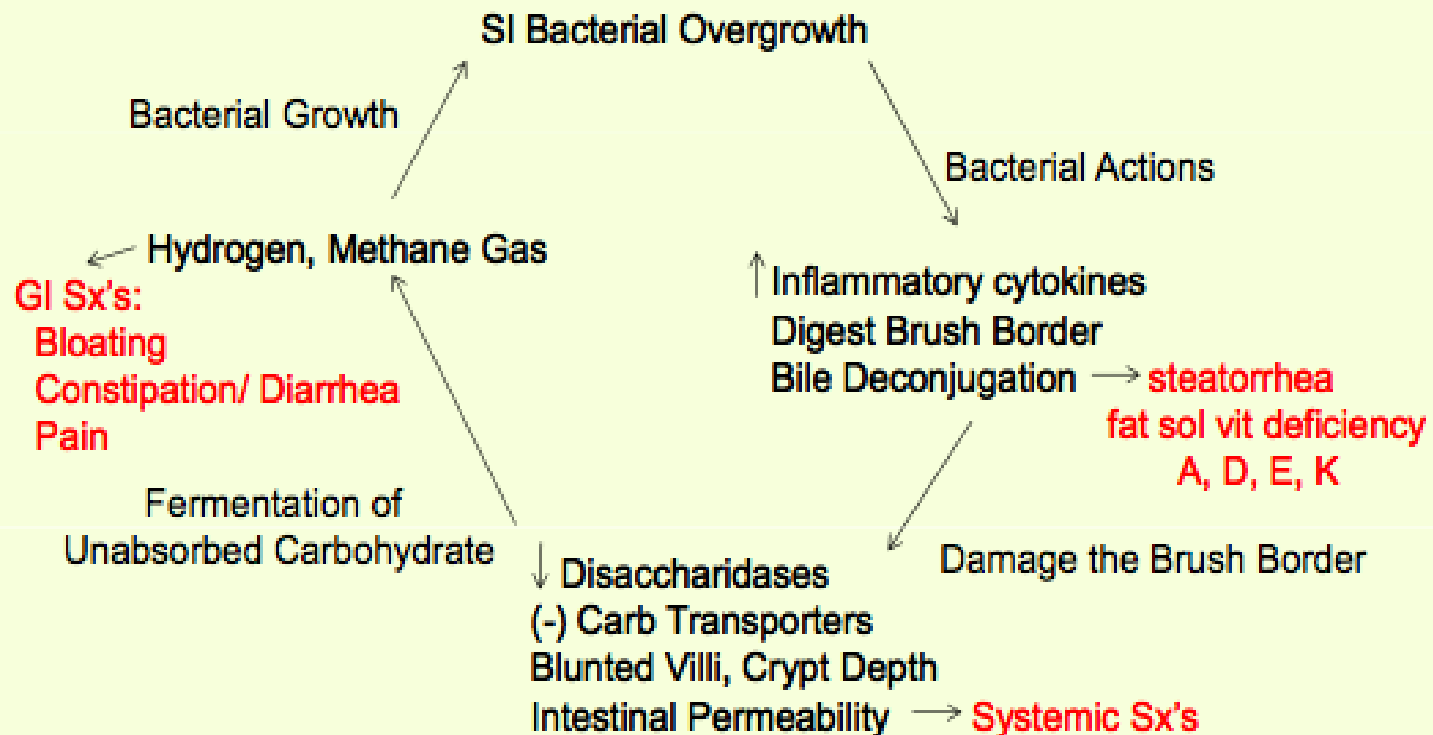 SI Bacterial Overgrowth
Bacterial Growth
Bacterial Actions
Hydrogen, Methane Gas
GI Sx's:
Bloating
Constipation/ Diarrhea
Pain
↑ Inflammatory cytokines
Digest Brush Border
Bile Deconjugation → steatorrhea
fat sol vit deficiency
A, D, E, K
Fermentation of
Unabsorbed Carbohydrate
Damage the Brush Border
↓ Disaccharidases
(-) Carb Transporters
Blunted Villi, Crypt Depth
Intestinal Permeability → Systemic Sx's